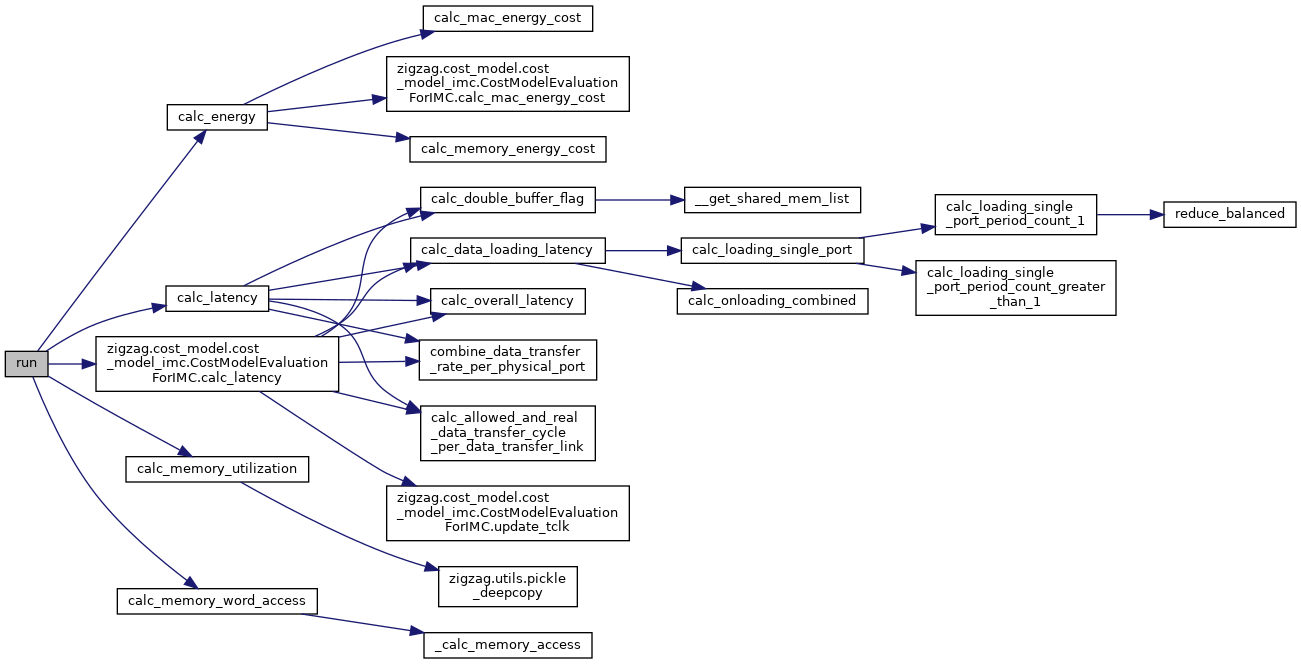 run
calc_energy
calc_latency
zigzag.cost_model.cost
_model_imc.CostModelEvaluation
ForIMC.calc_latency
calc_memory_utilization
calc_memory_word_access
calc_mac_energy_cost
zigzag.cost_model.cost
_model_imc.CostModelEvaluation
ForIMC.calc_mac_energy_cost
calc_memory_energy_cost
calc_double_buffer_flag
calc_data_loading_latency
calc_overall_latency
combine_data_transfer
_rate_per_physical_port
calc_allowed_and_real
_data_transfer_cycle
_per_data_transfer_link
zigzag.cost_model.cost
_model_imc.CostModelEvaluation
ForIMC.update_tclk
zigzag.utils.pickle
_deepcopy
_calc_memory_access
__get_shared_mem_list
calc_loading_single_port
calc_onloading_combined
calc_loading_single
_port_period_count_1
calc_loading_single
_port_period_count_greater
_than_1
reduce_balanced